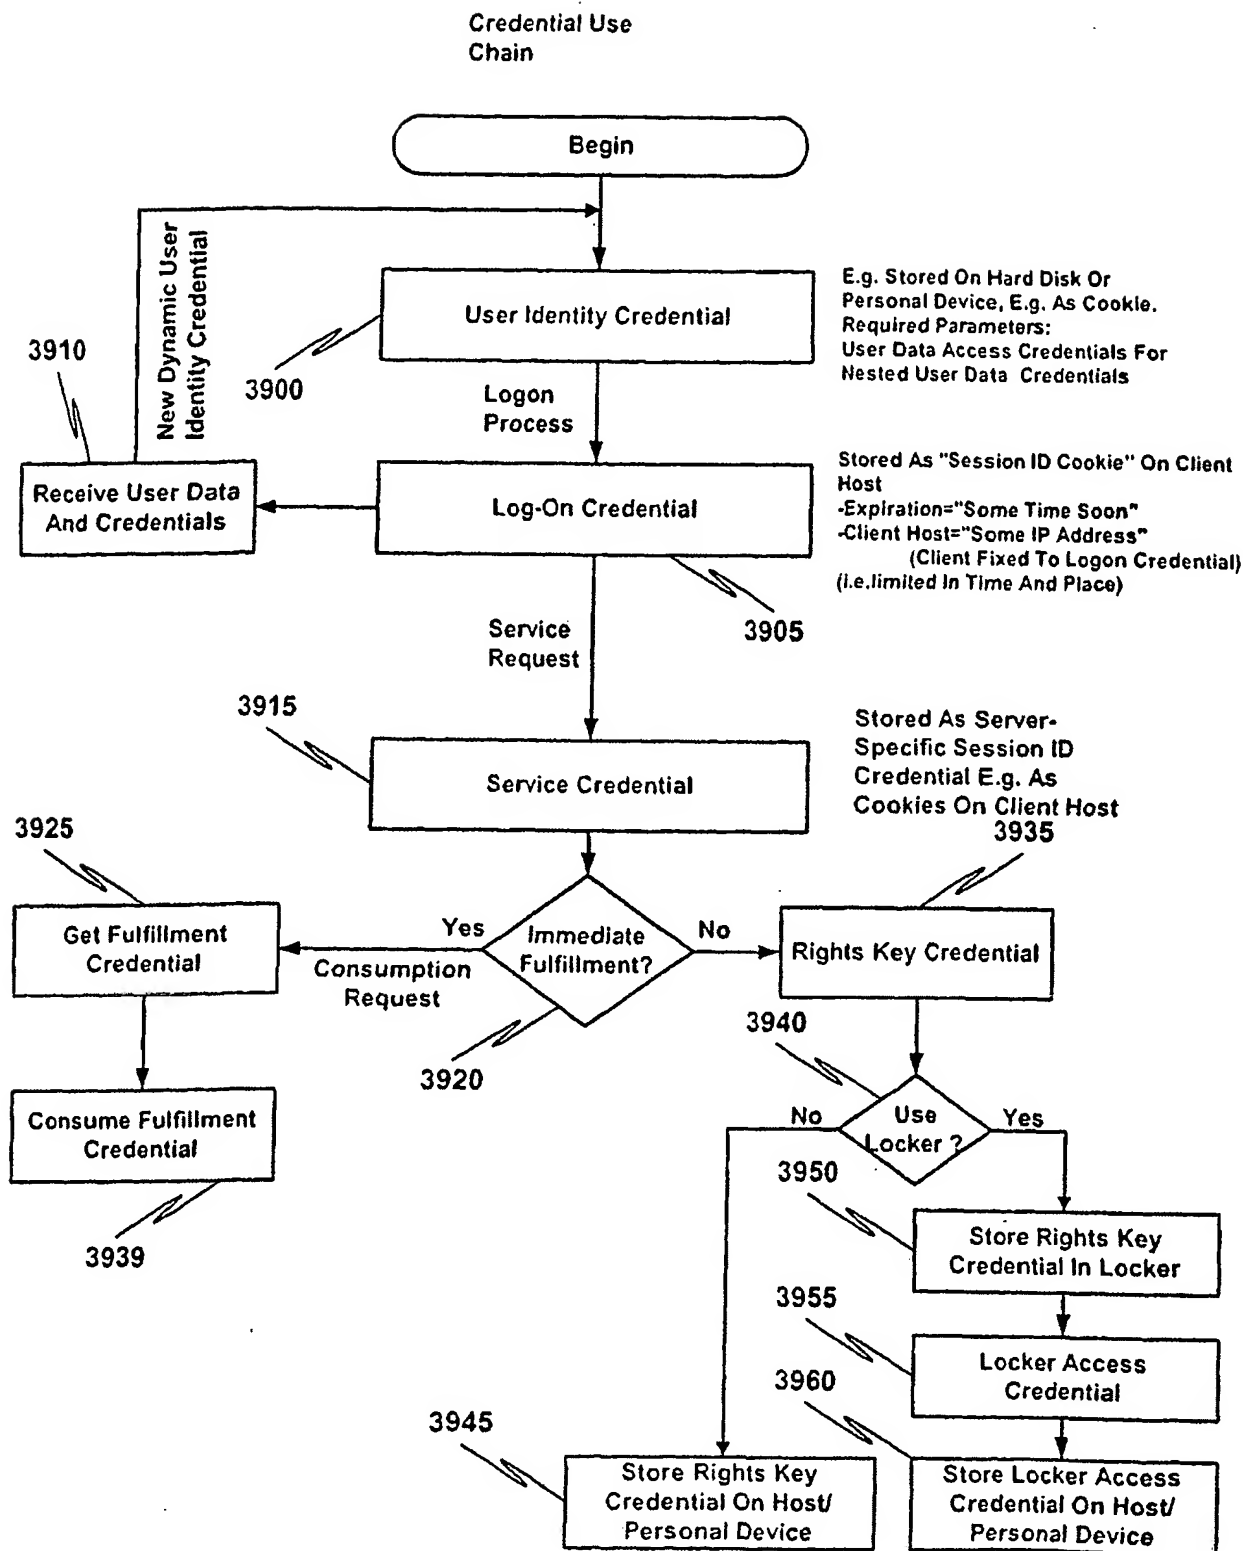 Credential Use
Chain
Begin
New Dynamic User
Identity Credential
User Identity Credential
E.g. Stored On Hard Disk Or
Personal Device, E.g. As Cookie.
Required Parameters:
User Data Access Credentials For
Nested User Data Credentials
3910
3900
Logon
Process
Receive User Data
And Credentials
Log-On Credential
Stored As "Session ID Cookie" On Client
Host
-Expiration="Some Time Soon"
-Client Host="Some IP Address"
(Client Fixed To Logon Credential)
(i.e.limited In Time And Place)
3905
Service
Request
3915
Service Credential
Stored As Server-
Specific Session ID
Credential E.g. As
Cookies On Client Host
3925
3935
Get Fulfillment
Credential
Yes
Consumption
Request
Immediate
Fulfillment?
No
Rights Key Credential
3920
3940
Consume Fulfillment
Credential
3939
No
Use
Locker ?
Yes
3950
Store Rights Key
Credential In Locker
3955
Locker Access
Credential
3960
3945
Store Rights Key
Credential On Host/
Personal Device
Store Locker Access
Credential On Host/
Personal Device